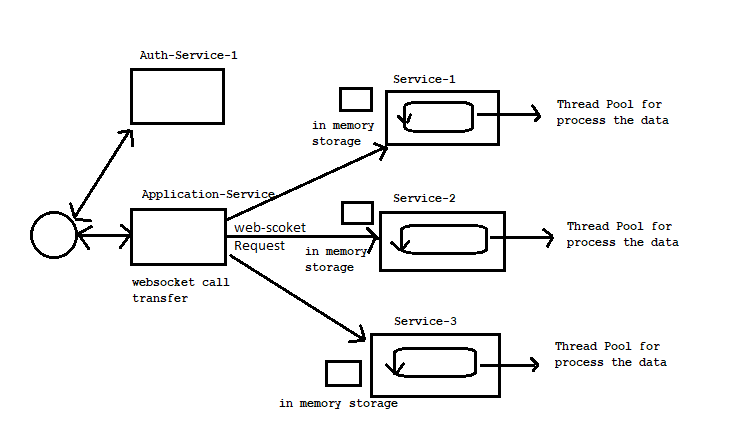 Auth-Service-1
Service-1
in memory
storage
Thread Pool for
process the data
Application-Service
web-scoket
Request
websocket call
transfer
Service-2
in memory
storage
Thread Pool for
process the data
Service-3
in memory storage
Thread Pool for
process the data